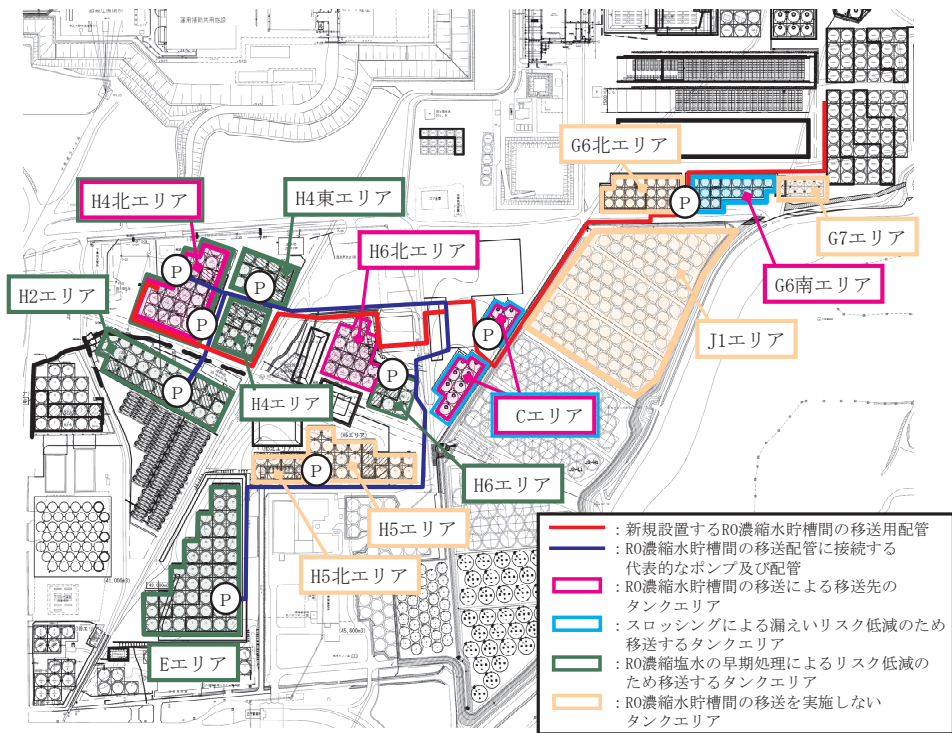 運用補助共用施設
G6北エリア
H4北エリア
H4東エリア
H6北エリア
G7エリア
G6南エリア
H2エリア
J1エリア
P
P
P
P
P
P
P
P
P
H4エリア
Cエリア
H6エリア
H5エリア
H5北エリア
Eエリア
: 新規設置するRO濃縮水貯槽間の移送用配管
: RO濃縮水貯槽間の移送配管に接続する
代表的なポンプ及び配管
: RO濃縮水貯槽間の移送による移送先の
タンクエリア
: スロッシングによる漏えいリスク低減のため
移送するタンクエリア
: RO濃縮塩水の早期処理によるリスク低減の
ため移送するタンクエリア
: RO濃縮水貯槽間の移送を実施しない
タンクエリア